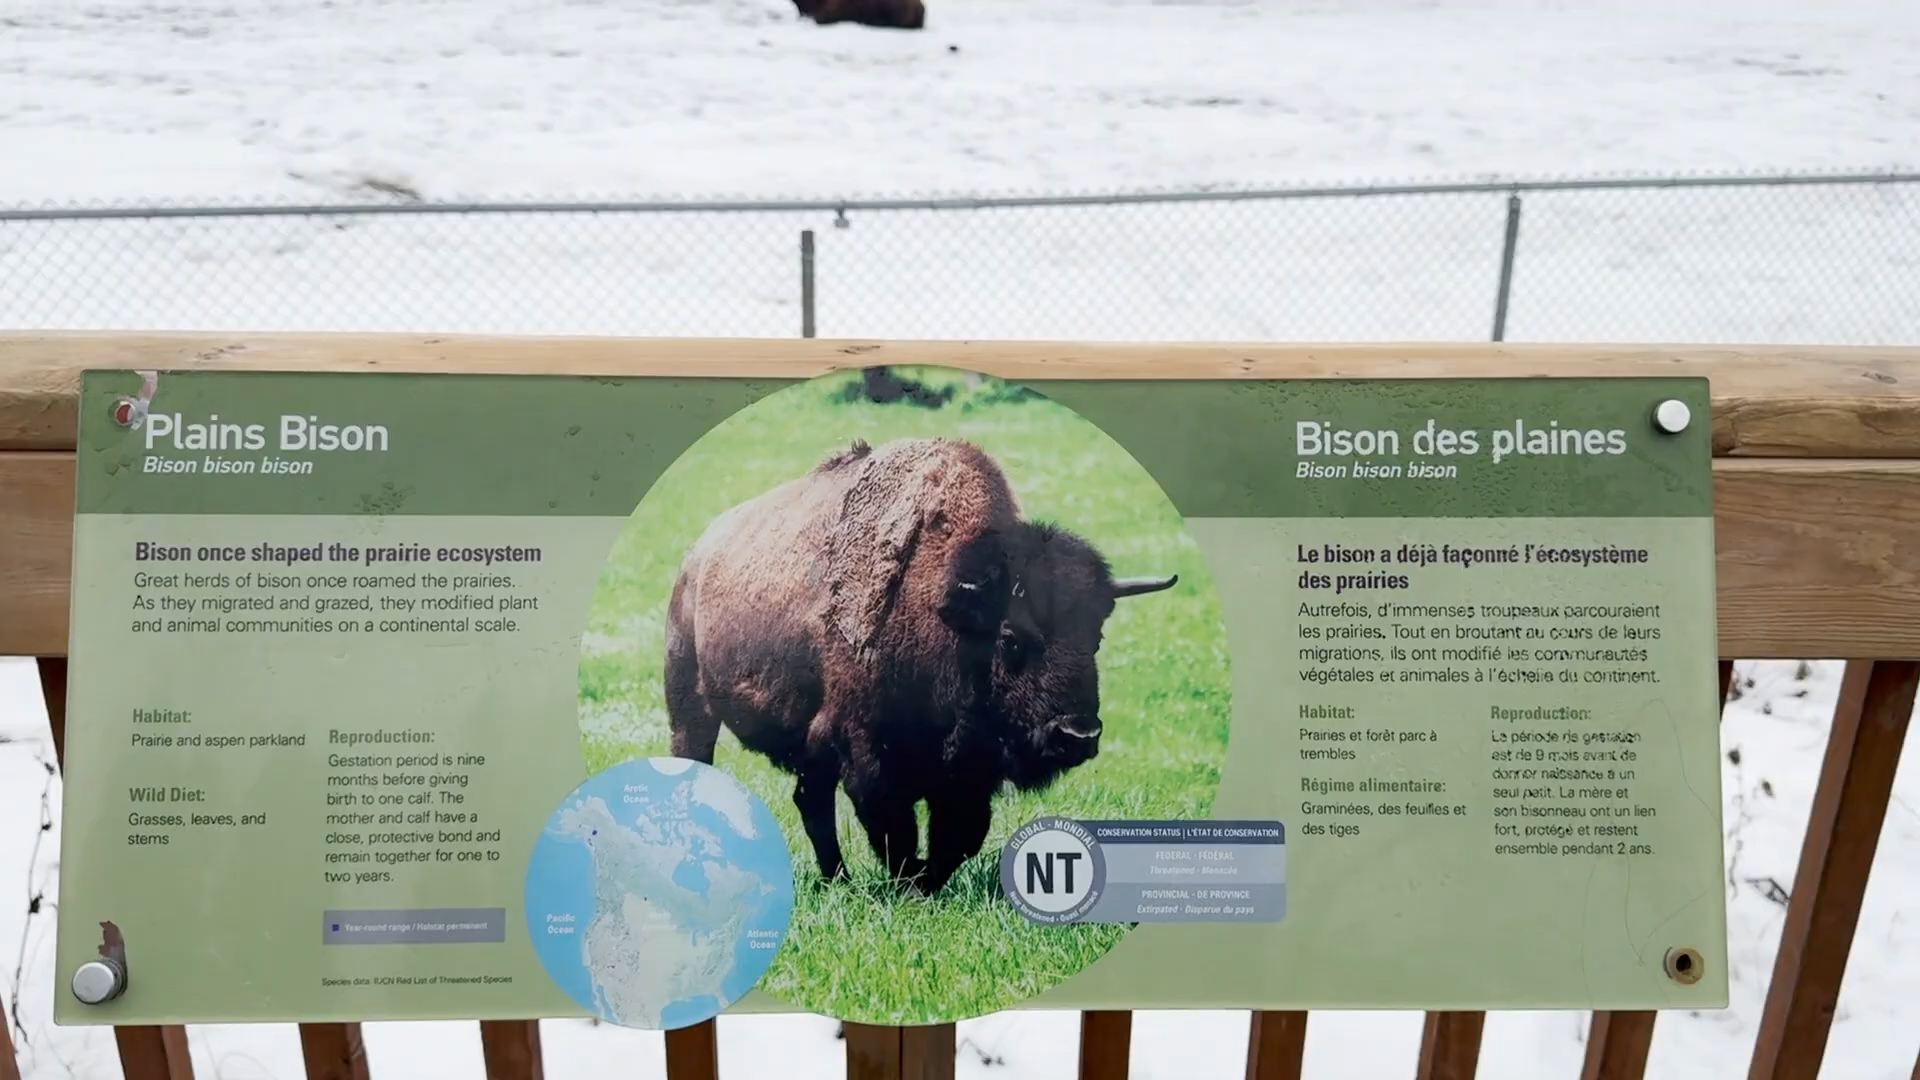 Plains Bison
Bison bison bison
Bison once shaped the prairie ecosystem
Great herds of bison once roamed the prairies.
As they migrated and grazed, they modified plant
and animal communities on a continental scale.
Habitat:
Prairie and aspen parkland
Wild Diet:
Grasses, leaves, and
stems
Reproduction:
Gestation period is nine
months before giving
birth to one calf. The
mother and calf have a
close, protective bond and
remain together for one to
two years.
Year-round range / Habitat permanent
Species data: IUCN Red List of Threatened Species
Arctic
Ocean
Pacific
Ocean
Atlantic
Ocean
GLOBAL - MONDIAL
NT
Near threatened - Quasi menacé
CONSERVATION STATUS | L'ÉTAT DE CONSERVATION
FEDERAL - FÉDÉRAL
Threatened - Menacée
PROVINCIAL - DE PROVINCE
Extirpated - Disparue du pays
Bison des plaines
Bison bison bison
Le bison a déjà façonné l'écosystème
des prairies
Autrefois, d'immenses troupeaux parcouraient
les prairies. Tout en broutant au cours de leurs
migrations, ils ont modifié les communautés
végétales et animales à l'échelle du continent.
Habitat:
Prairies et forêt parc à
trembles
Régime alimentaire:
Graminées, des feuilles et
des tiges
Reproduction:
La période de gestation
est de 9 mois avant de
donner naissance à un
seul petit. La mère et
son bisonneau ont un lien
fort, protégé et restent
ensemble pendant 2 ans.